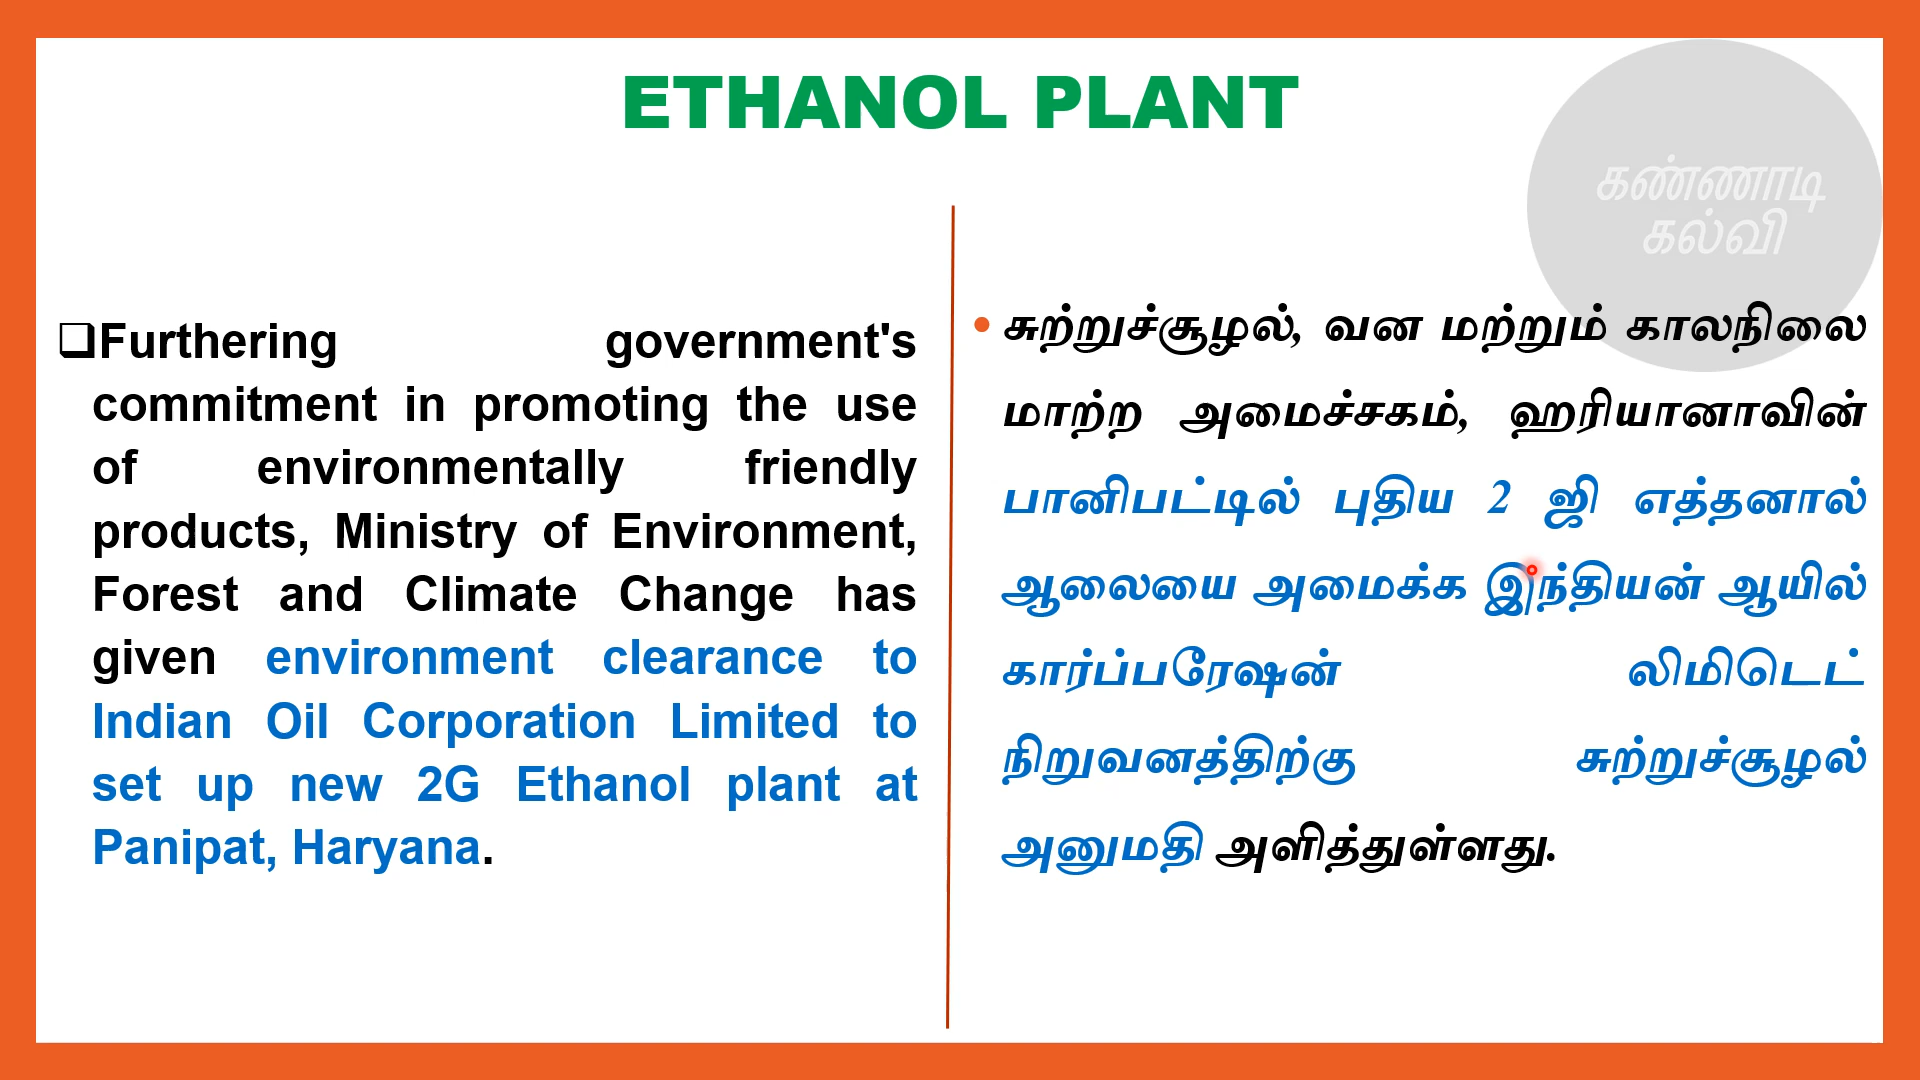 ETHANOL PLANT
கண்ணாடி
கல்வி
❑Furthering government's
commitment in promoting the use
of environmentally friendly
products, Ministry of Environment,
Forest and Climate Change has
given environment clearance to
Indian Oil Corporation Limited to
set up new 2G Ethanol plant at
Panipat, Haryana.
• சுற்றுச்சூழல், வன மற்றும் காலநிலை
மாற்ற அமைச்சகம், ஹரியானாவின்
பானிபட்டில் புதிய 2 ஜி எத்தனால்
ஆலையை அமைக்க இந்தியன் ஆயில்
கார்ப்பரேஷன் லிமிடெட்
நிறுவனத்திற்கு சுற்றுச்சூழல்
அனுமதி அளித்துள்ளது.